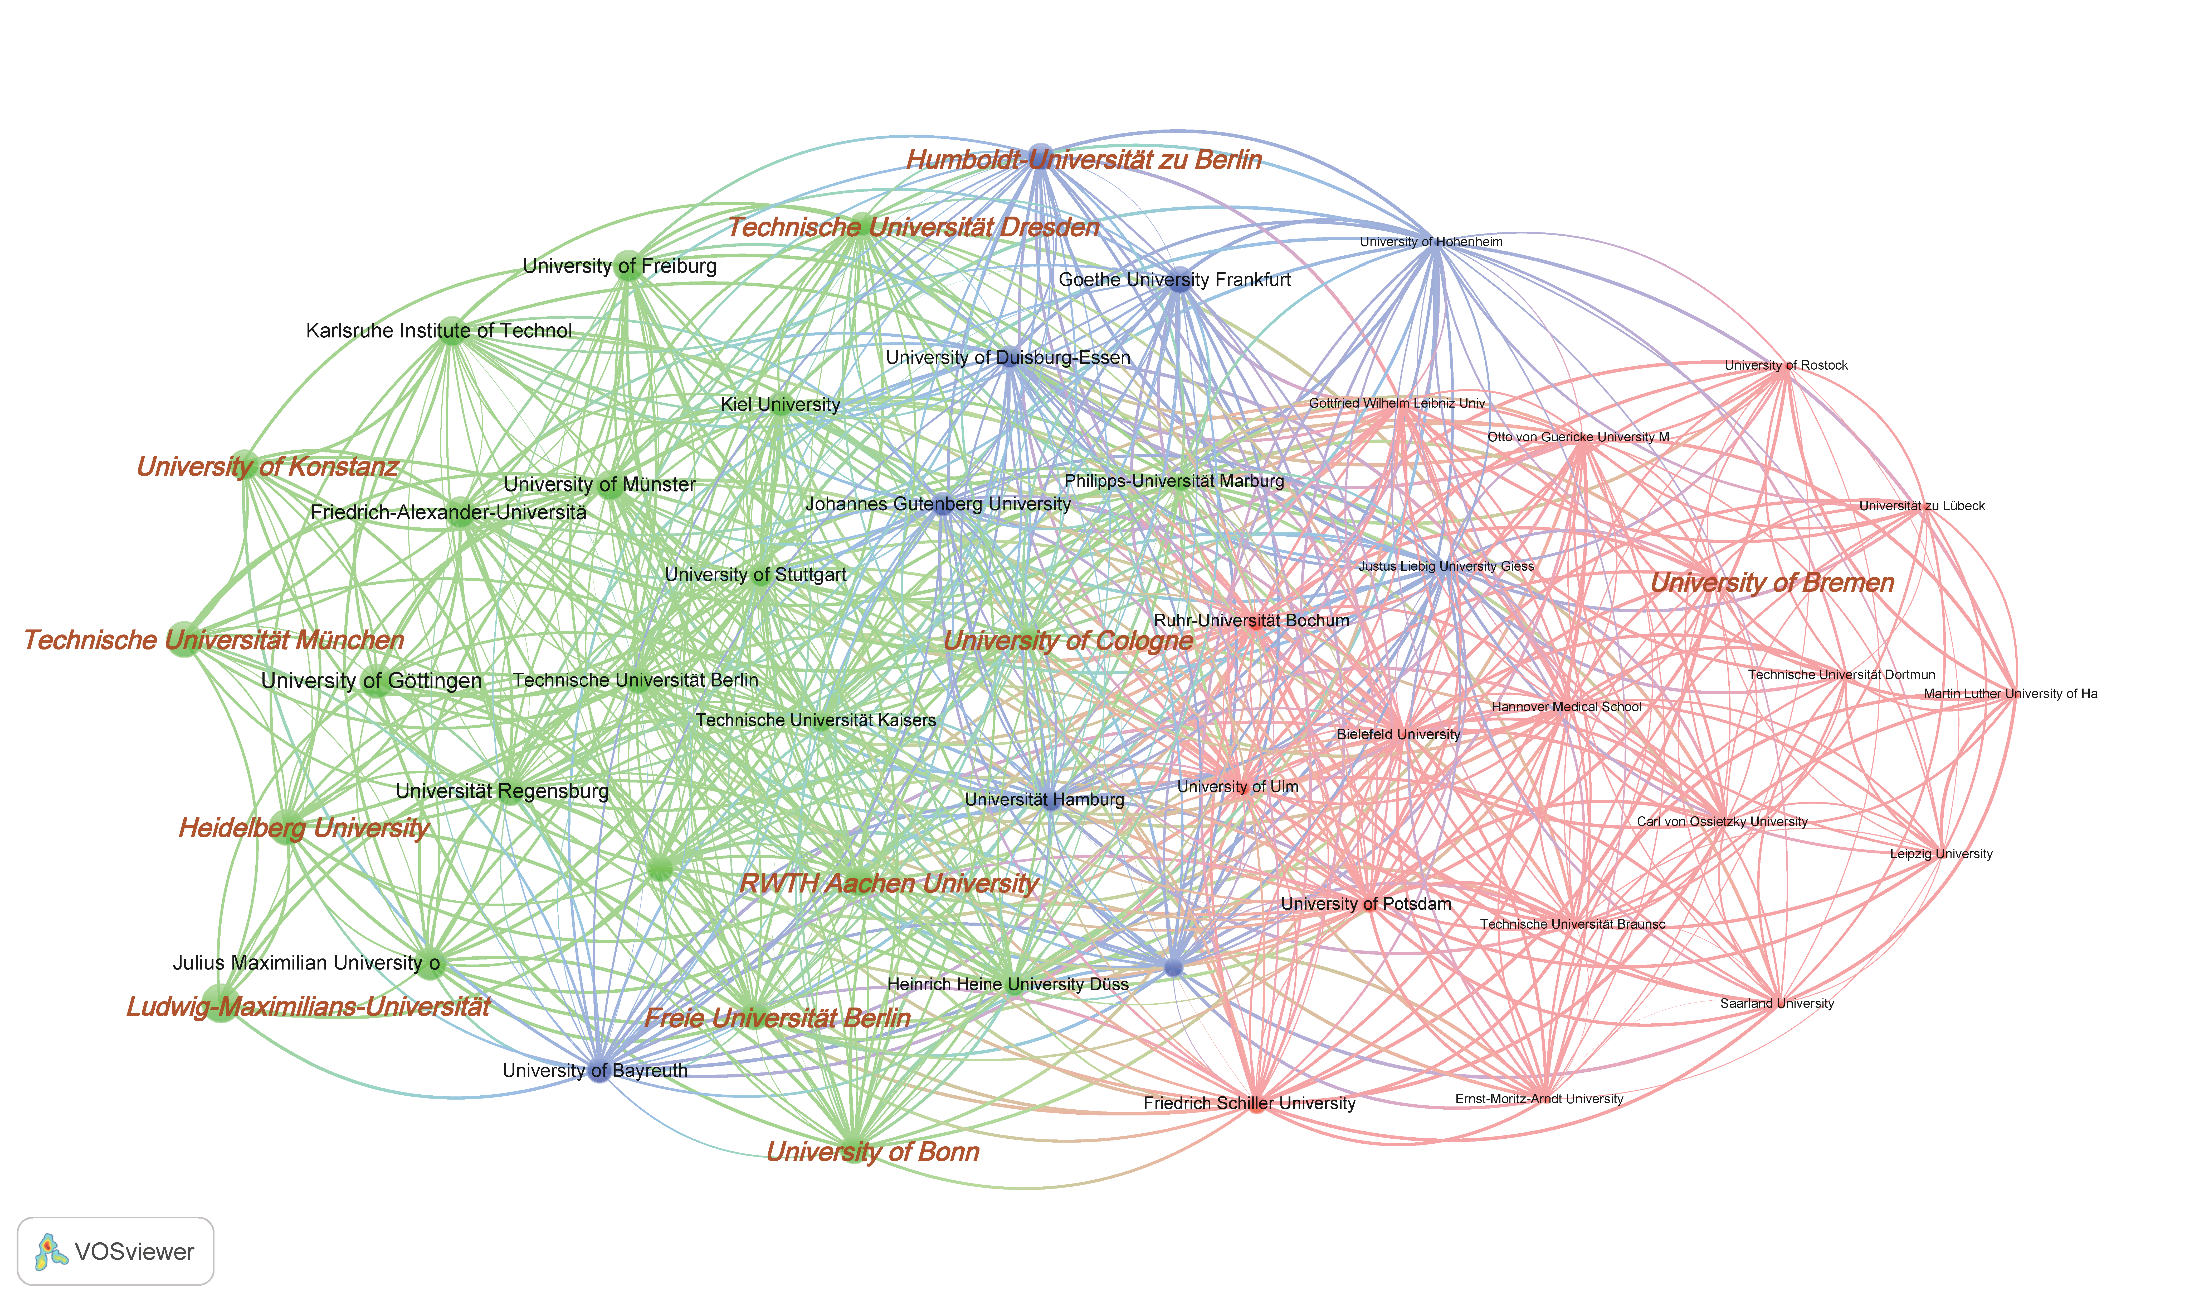 Humboldt-Universität zu Berlin
Technische Universität Dresden
University of Hohenheim
University of Freiburg
Goethe University Frankfurt
Karlsruhe Institute of Technol
University of Duisburg-Essen
University of Rostock
Kiel University
Gottfried Wilhelm Leibniz Univ
Otto von Guericke University M
University of Konstanz
University of Münster
Philipps-Universität Marburg
Friedrich-Alexander-Universitä
Johannes Gutenberg University
Universität zu Lübeck
University of Stuttgart
Justus Liebig University Giess
University of Bremen
Technische Universität München
University of Cologne
Ruhr-Universität Bochum
University of Göttingen
Technische Universität Berlin
Technische Universität Dortmun
Martin Luther University of Ha
Technische Universität Kaisers
Hannover Medical School
Bielefeld University
Universität Regensburg
Universität Hamburg
University of Ulm
Heidelberg University
Carl von Ossietzky University
Leipzig University
RWTH Aachen University
University of Potsdam
Technische Universität Braunsc
Julius Maximilian University o
Heinrich Heine University Düss
Ludwig-Maximilians-Universität
Freie Universität Berlin
Saarland University
University of Bayreuth
Friedrich Schiller University
Ernst-Moritz-Arndt University
University of Bonn
VOSviewer